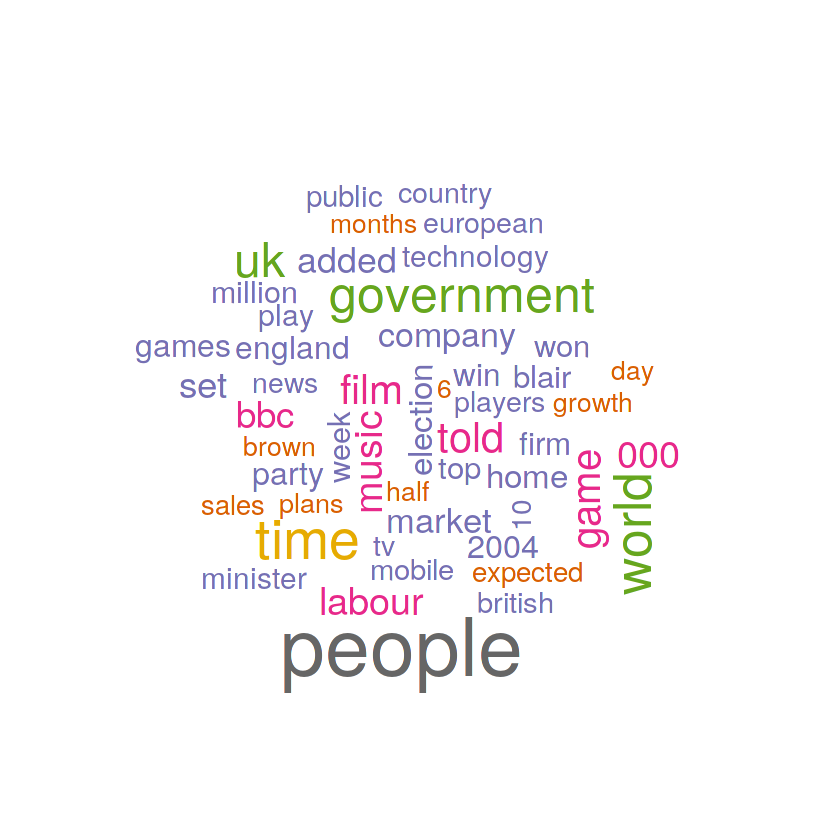 public country
months european
uk added technology
million government
play
games england company won
set news film win blair day
bbc 6 players growth
election
brown week music told firm 000
party top home game world
sales plans half
market 10
time tv 2004
minister mobile expected
labour british
people